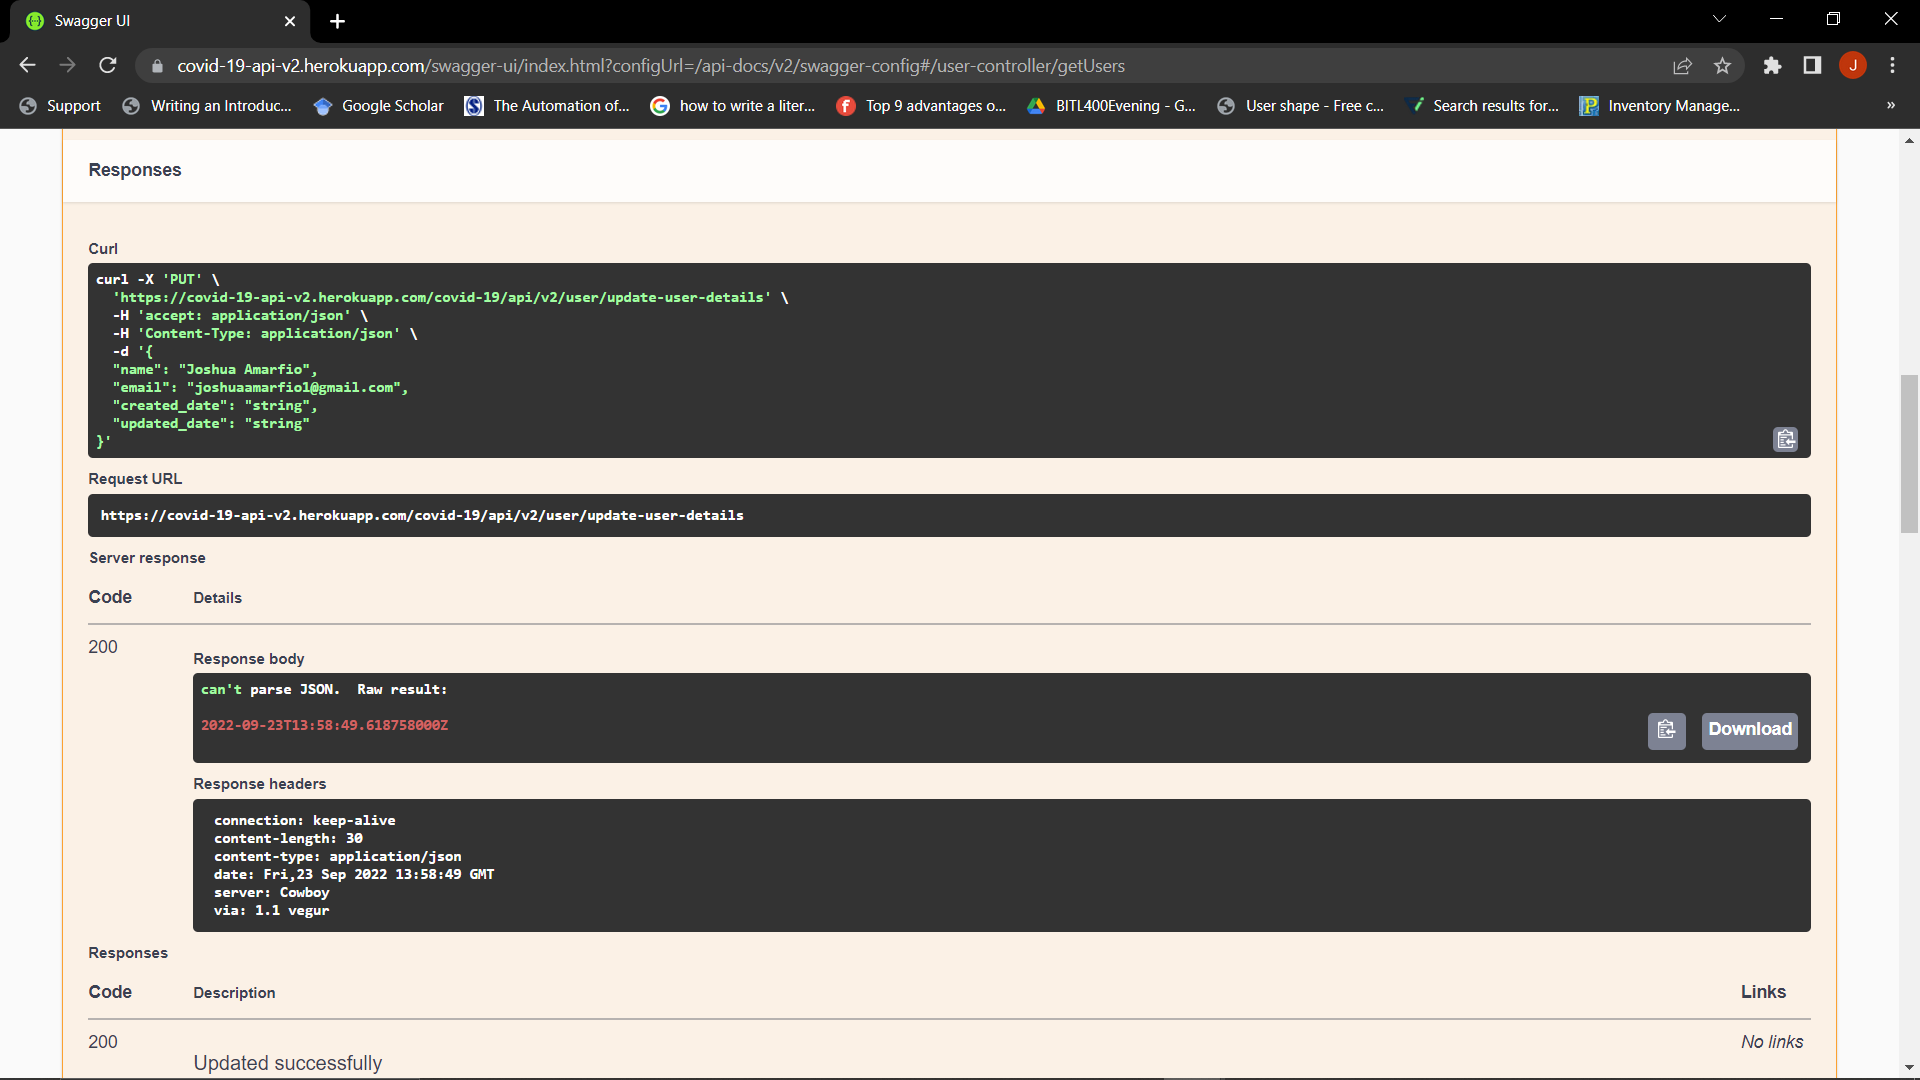 Swagger UI
covid-19-api-v2.herokuapp.com/swagger-ui/index.html?configUrl=/api-docs/v2/swagger-config#/user-controller/getUsers
J
Support
Writing an Introduc...
Google Scholar
The Automation of...
how to write a liter...
Top 9 advantages o...
BITL400Evening - G...
User shape - Free c...
Search results for...
Inventory Manage...
»
Responses
Curl
curl -X 'PUT' \
'https://covid-19-api-v2.herokuapp.com/covid-19/api/v2/user/update-user-details' \
-H 'accept: application/json' \
-H 'Content-Type: application/json' \
-d '{
"name": "Joshua Amarfio",
"email": "joshuaamarfio1@gmail.com",
"created_date": "string",
"updated_date": "string"
}'
Request URL
https://covid-19-api-v2.herokuapp.com/covid-19/api/v2/user/update-user-details
Server response
Code Details
200
Response body
can't parse JSON.  Raw result:
2022-09-23T13:58:49.618758000Z
Download
Response headers
connection: keep-alive
content-length: 30
content-type: application/json
date: Fri,23 Sep 2022 13:58:49 GMT
server: Cowboy
via: 1.1 vegur
Responses
Code Description Links
200 No links
Updated successfully